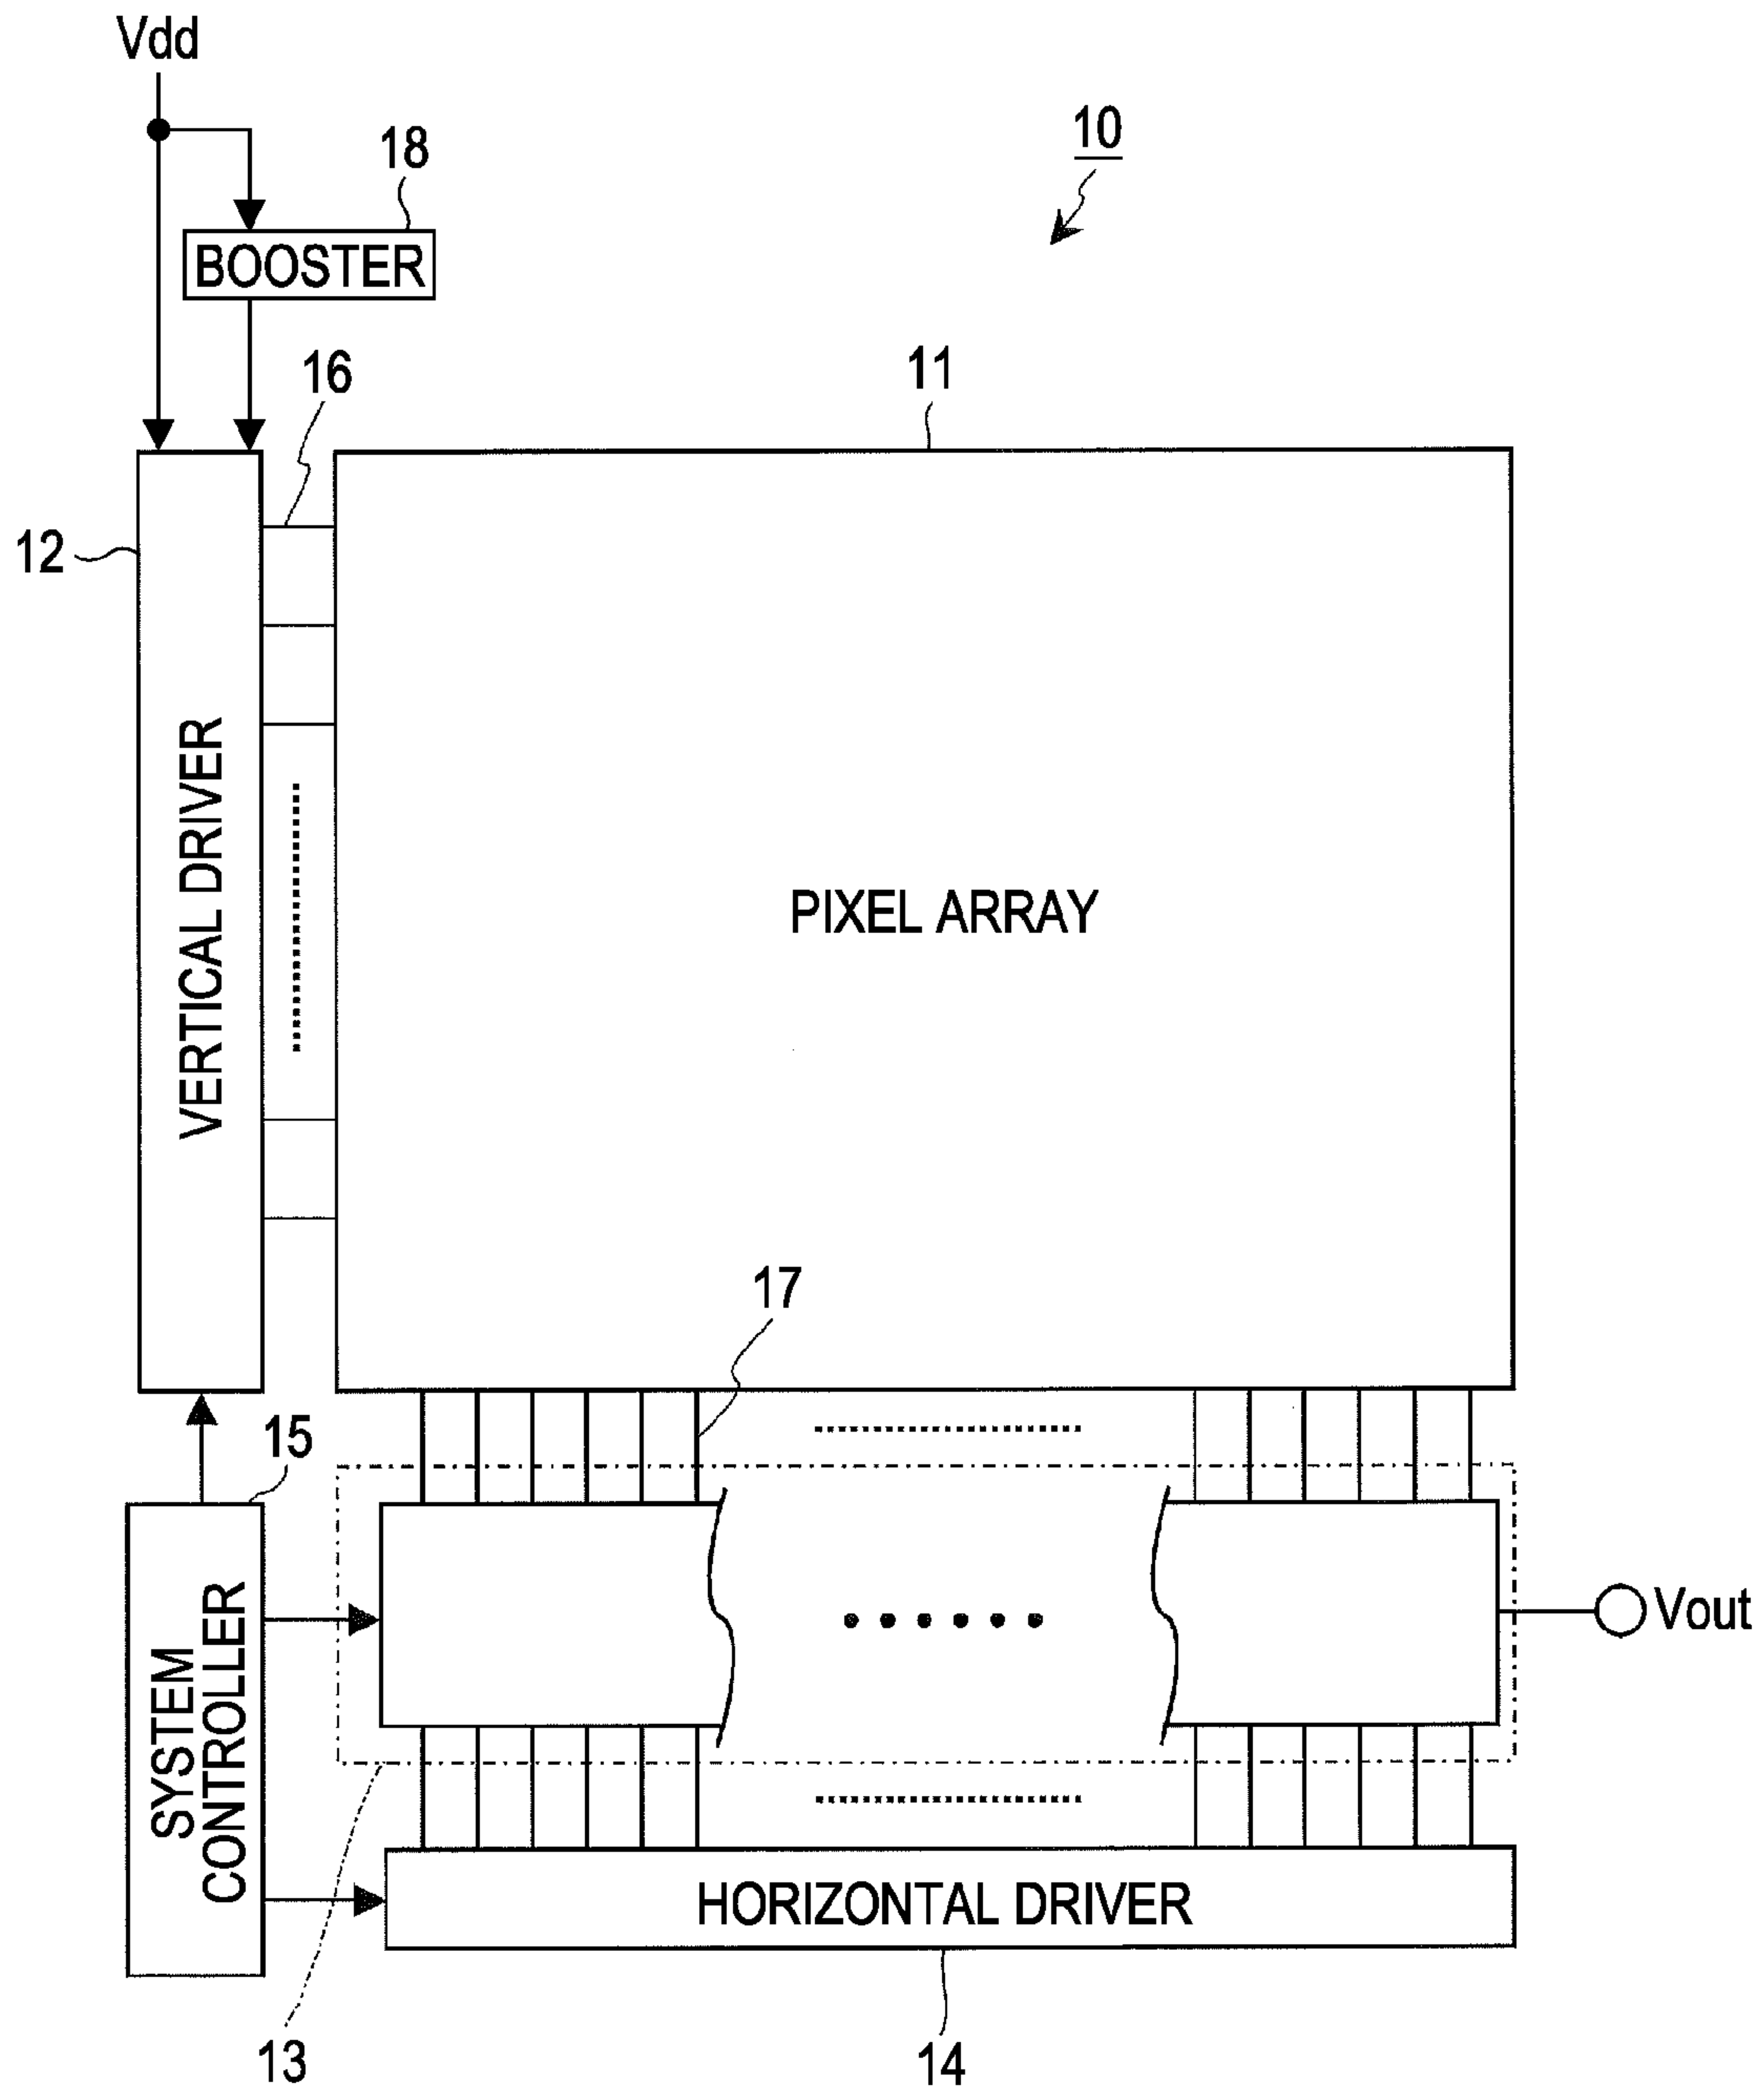 Vdd
10
18
BOOSTER
16
11
12
VERTICAL DRIVER
PIXEL ARRAY
17
15
SYSTEM
CONTROLLER
Vout
HORIZONTAL DRIVER
13
14